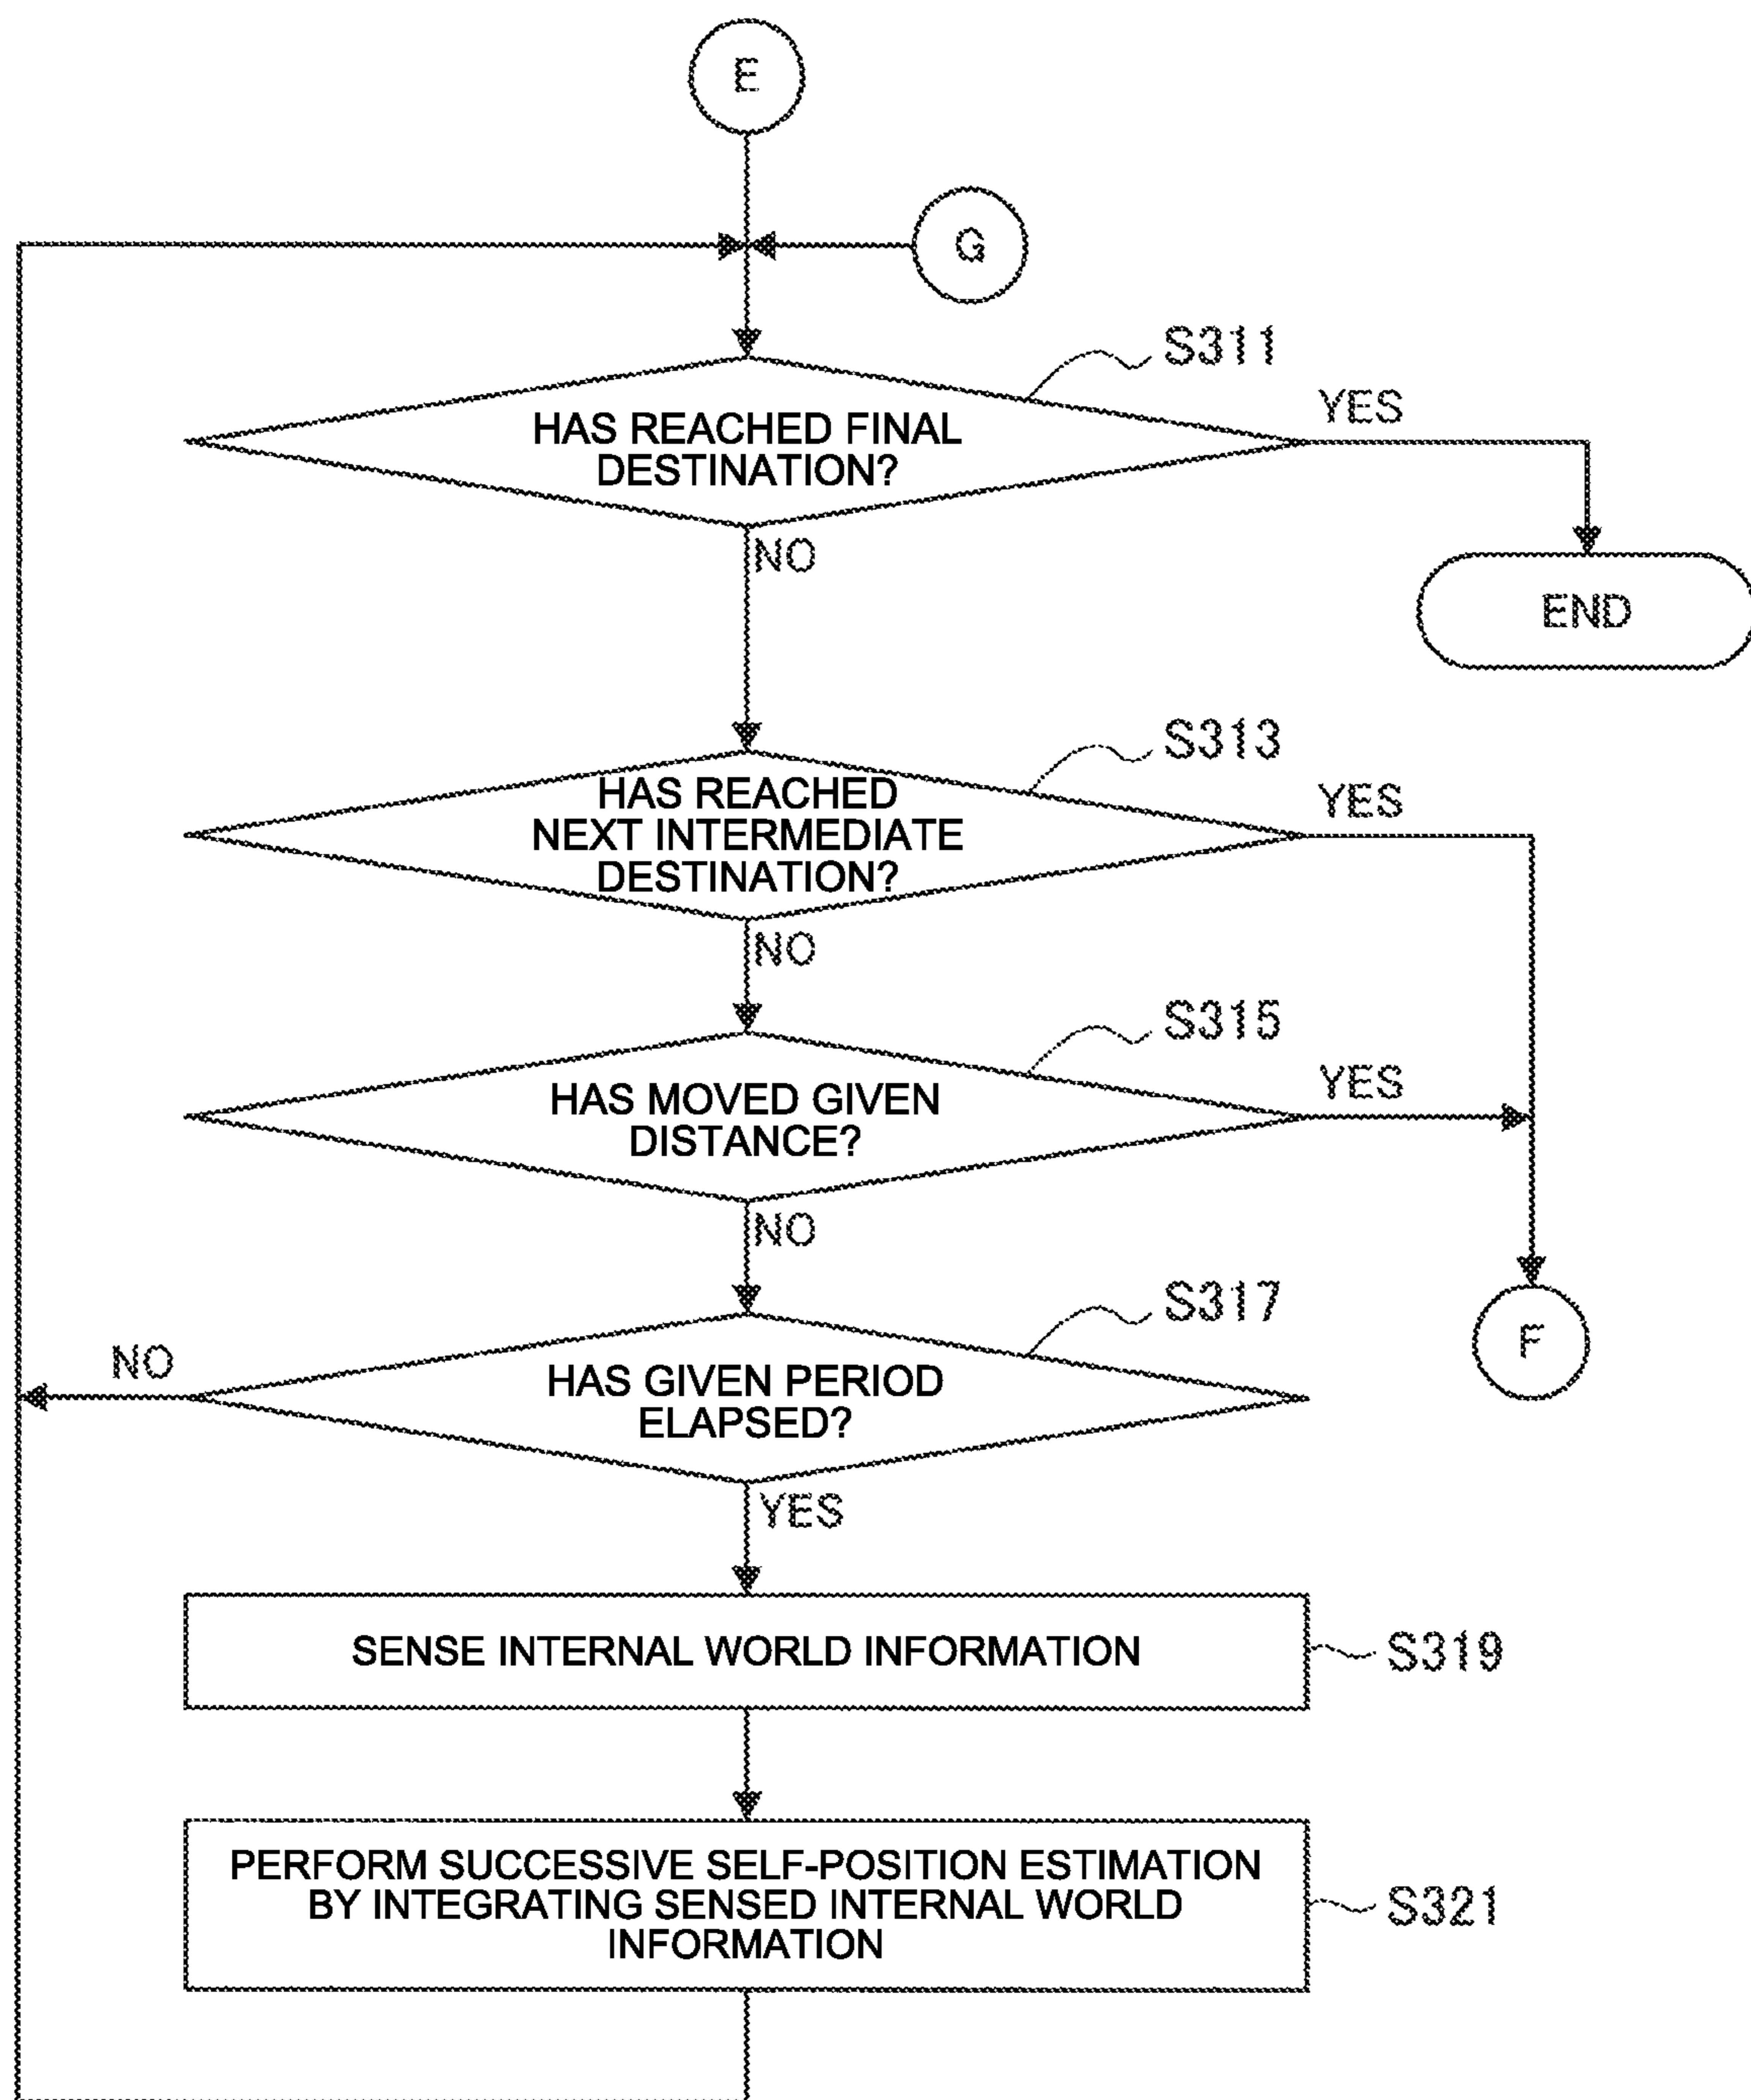 E
G
S311
HAS REACHED FINAL
DESTINATION?
YES
NO
END
S313
HAS REACHED
NEXT INTERMEDIATE
DESTINATION?
YES
NO
S315
HAS MOVED GIVEN
DISTANCE?
YES
NO
F
S317
HAS GIVEN PERIOD
ELAPSED?
NO
YES
SENSE INTERNAL WORLD INFORMATION
S319
PERFORM SUCCESSIVE SELF-POSITION ESTIMATION
BY INTEGRATING SENSED INTERNAL WORLD
INFORMATION
S321